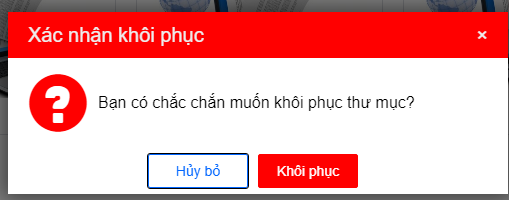 Xác nhận khôi phục
×
?
Bạn có chắc chắn muốn khôi phục thư mục?
Hủy bỏ
Khôi phục